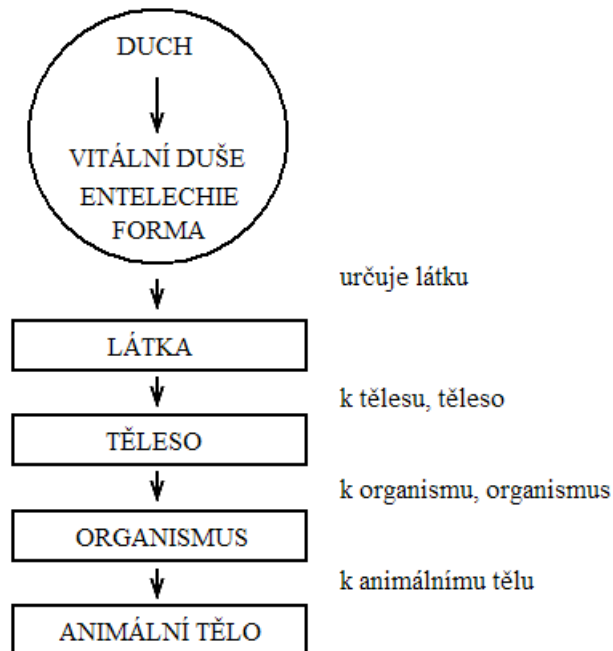 DUCH
VITÁLNÍ DUŠE
ENTELECHIE
FORMA
určuje látku
LÁTKA
k tělesu, těleso
TĚLESO
k organismu, organismus
ORGANISMUS
k animálnímu tělu
ANIMÁLNÍ TĚLO